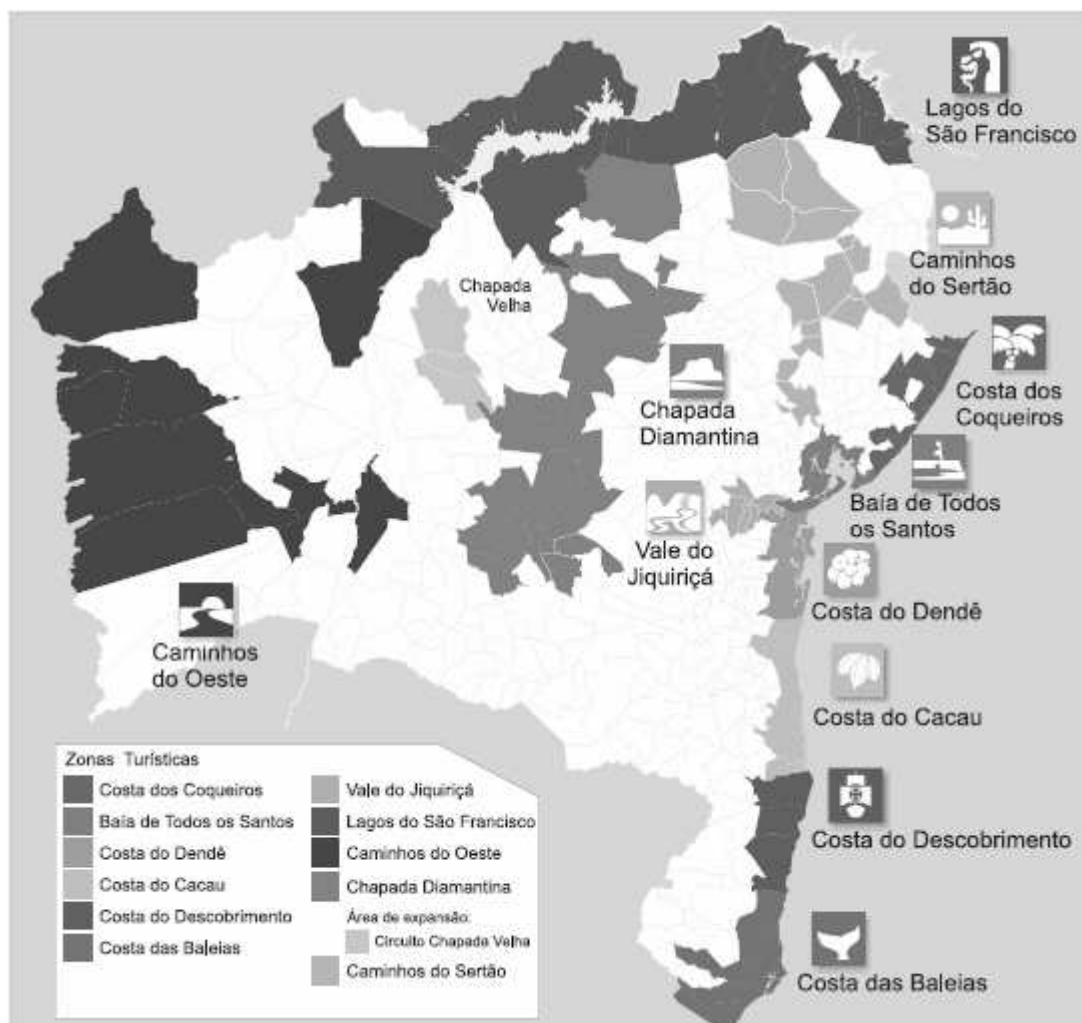 Lagos do
São Francisco
Caminhos
do Sertão
Chapada
Velha
Costa dos
Coqueiros
Chapada
Diamantina
Baía de Todos
os Santos
Vale do
Jiquiriçá
Costa do Dendê
Caminhos
do Oeste
Costa do Cacau
Costa do Descobrimento
Costa das Baleias
Zonas Turísticas
Costa dos Coqueiros
Baía de Todos os Santos
Costa do Dendê
Costa do Cacau
Costa do Descobrimento
Costa das Baleias
Vale do Jiquiriçá
Lagos do São Francisco
Caminhos do Oeste
Chapada Diamantina
Área de expansão:
Circuito Chapada Velha
Caminhos do Sertão